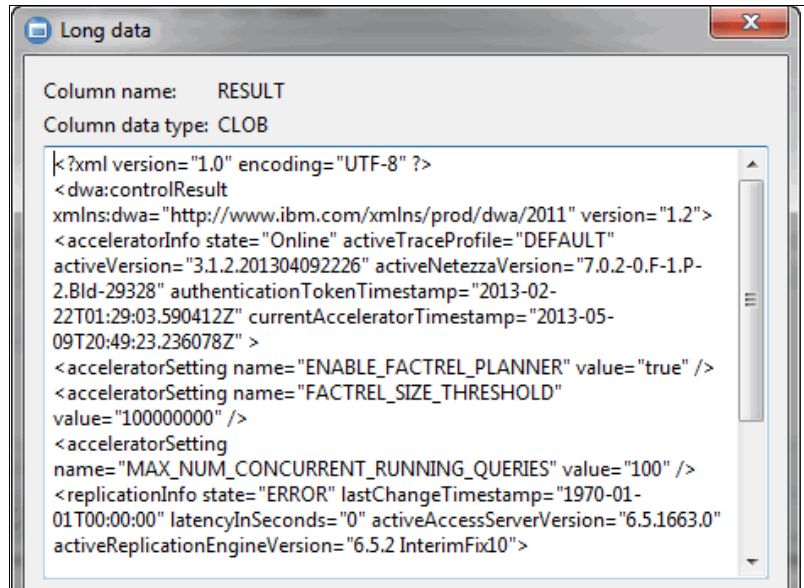 Long data
Column name: RESULT
Column data type: CLOB
<?xml version="1.0" encoding="UTF-8" ?>
<dwa:controlResult
xmlns:dwa="http://www.ibm.com/xmlns/prod/dwa/2011" version="1.2">
<acceleratorInfo state="Online" activeTraceProfile="DEFAULT"
activeVersion="3.1.2.201304092226" activeNetezzaVersion="7.0.2-0.F-1.P-
2.Bld-29328" authenticationTokenTimestamp="2013-02-
22T01:29:03.590412Z" currentAcceleratorTimestamp="2013-05-
09T20:49:23.236078Z" >
<acceleratorSetting name="ENABLE_FACTREL_PLANNER" value="true" />
<acceleratorSetting name="FACTREL_SIZE_THRESHOLD"
value="100000000" />
<acceleratorSetting
name="MAX_NUM_CONCURRENT_RUNNING_QUERIES" value="100" />
<replicationInfo state="ERROR" lastChangeTimestamp="1970-01-
01T00:00:00" latencyInSeconds="0" activeAccessServerVersion="6.5.1663.0"
activeReplicationEngineVersion="6.5.2 InterimFix10">